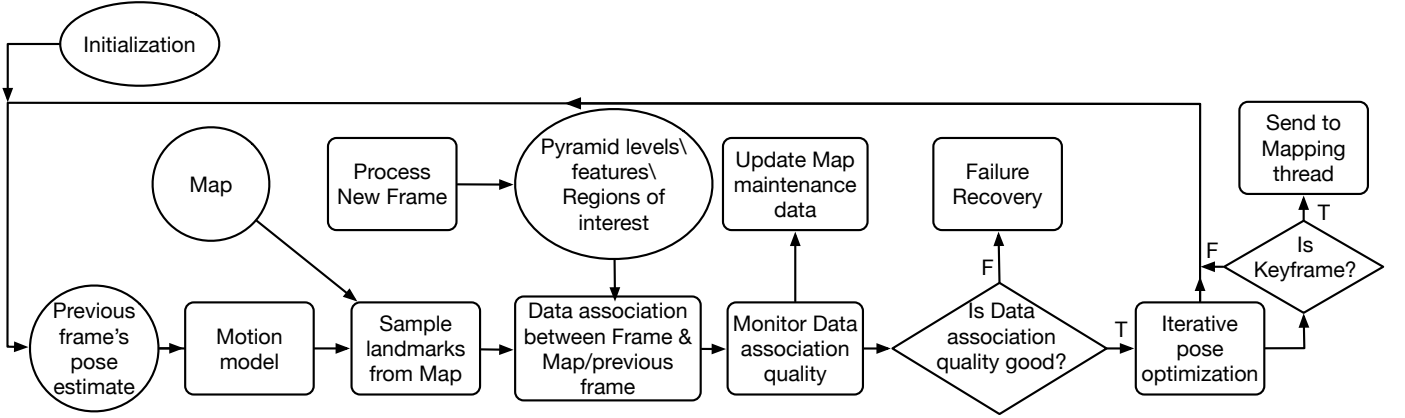 Initialization
Map
Process
New Frame
Pyramid levels\
features\
Regions of
interest
Update Map
maintenance
data
Failure
Recovery
Send to
Mapping
thread
T
F
Is
Keyframe?
F
Previous
frame's
pose
estimate
Motion
model
Sample
landmarks
from Map
Data association
between Frame &
Map/previous
frame
Monitor Data
association
quality
Is Data
association
quality good?
T
Iterative
pose
optimization